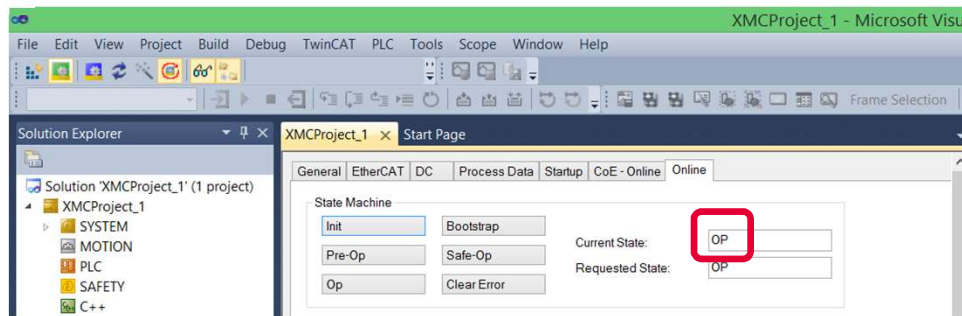 XMCProject_1 - Microsoft Visu
File Edit View Project Build Debug TwinCAT PLC Tools Scope Window Help
Frame Selection
Solution Explorer
XMCProject_1 Start Page
General EtherCAT DC Process Data Startup CoE - Online Online
Solution 'XMCProject_1' (1 project)
XMCProject_1
SYSTEM
MOTION
PLC
SAFETY
C++
State Machine
Init Bootstrap
Pre-Op Safe-Op
Op Clear Error
Current State: OP
Requested State: OP